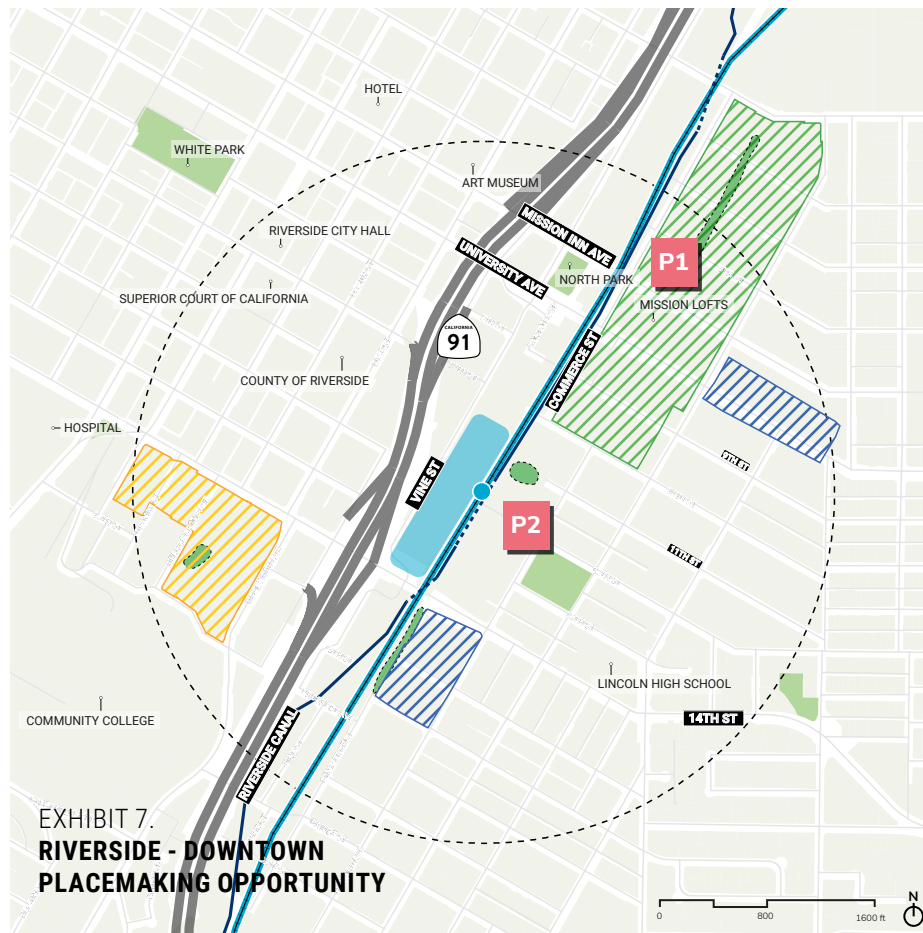 HOTEL
WHITE PARK
ART MUSEUM
MISSION INN AVE
RIVERSIDE CITY HALL
UNIVERSITY AVE
P1
NORTH PARK
SUPERIOR COURT OF CALIFORNIA
MISSION LOFTS
CALIFORNIA
91
COMMERCE ST
COUNTY OF RIVERSIDE
HOSPITAL
9TH ST
VINE ST
P2
11TH ST
LINCOLN HIGH SCHOOL
COMMUNITY COLLEGE
14TH ST
RIVERSIDE CANAL
EXHIBIT 7.
RIVERSIDE - DOWNTOWN
PLACEMAKING OPPORTUNITY
N
0 800 1600 ft